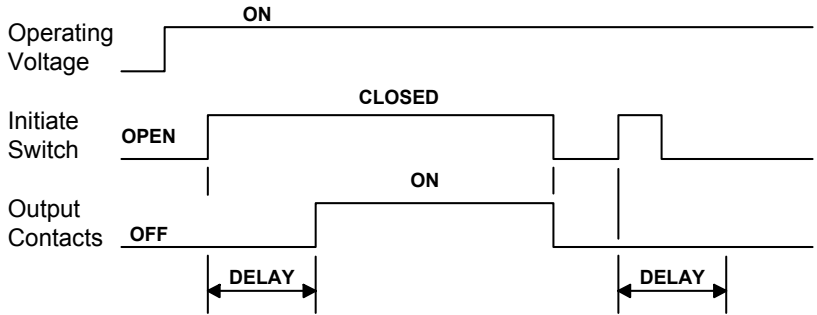 ON
Operating
Voltage
CLOSED
Initiate
Switch
OPEN
ON
Output
Contacts
OFF
DELAY
DELAY